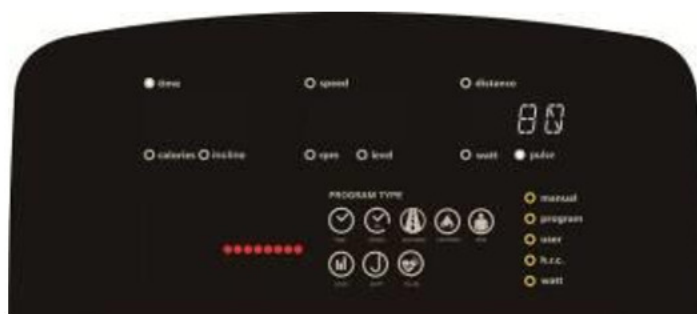 time speed distance
80
calories incline rpm level watt pulse
PROGRAM TYPE
manual
program
user
h.r.c.
watt